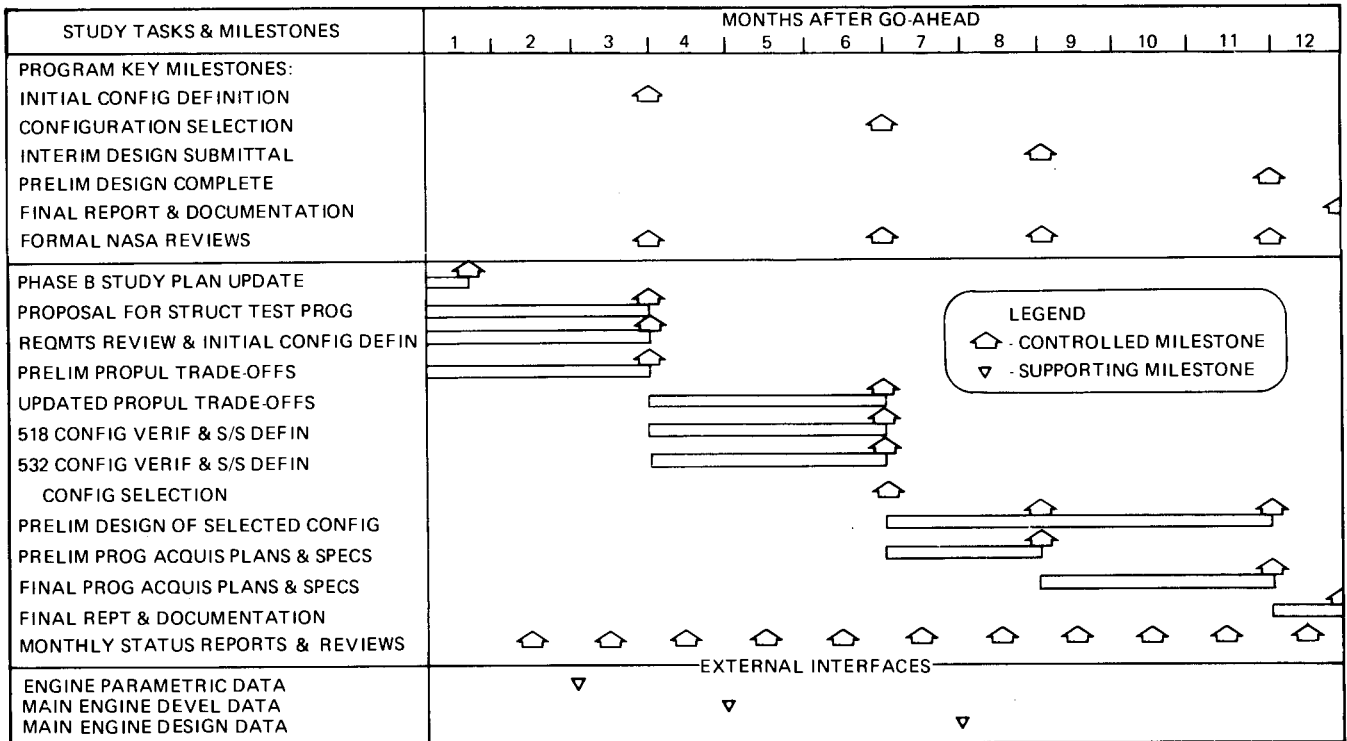 STUDY TASKS & MILESTONES
MONTHS AFTER GO-AHEAD
1 2 3 4 5 6 7 8 9 10 11 12
PROGRAM KEY MILESTONES:
INITIAL CONFIG DEFINITION
CONFIGURATION SELECTION
INTERIM DESIGN SUBMITTAL
PRELIM DESIGN COMPLETE
FINAL REPORT & DOCUMENTATION
FORMAL NASA REVIEWS
PHASE B STUDY PLAN UPDATE
PROPOSAL FOR STRUCT TEST PROG
REQMTS REVIEW & INITIAL CONFIG DEFIN
PRELIM PROPUL TRADE-OFFS
UPDATED PROPUL TRADE-OFFS
518 CONFIG VERIF & S/S DEFIN
532 CONFIG VERIF & S/S DEFIN
CONFIG SELECTION
PRELIM DESIGN OF SELECTED CONFIG
PRELIM PROG ACQUIS PLANS & SPECS
FINAL PROG ACQUIS PLANS & SPECS
FINAL REPT & DOCUMENTATION
MONTHLY STATUS REPORTS & REVIEWS
LEGEND
- CONTROLLED MILESTONE
- SUPPORTING MILESTONE
EXTERNAL INTERFACES
ENGINE PARAMETRIC DATA
MAIN ENGINE DEVEL DATA
MAIN ENGINE DESIGN DATA